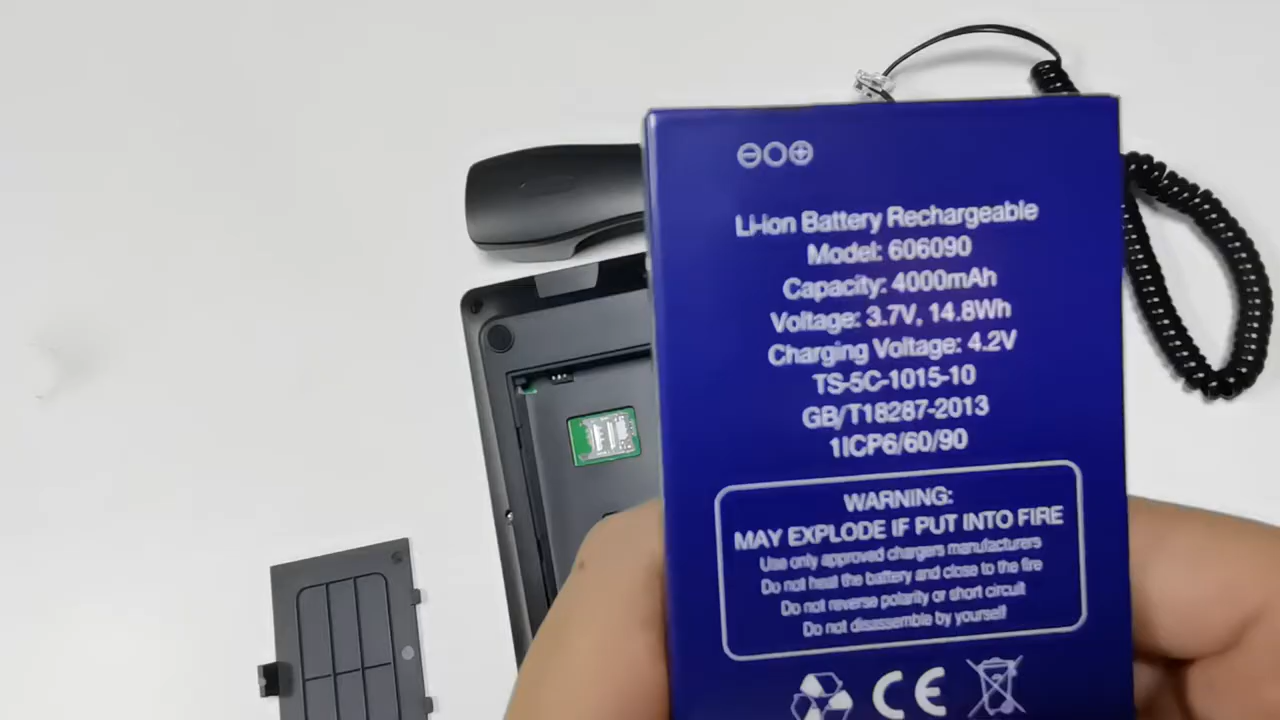 ⊖○⊕
Li-ion Battery Rechargeable
Model: 606090
Capacity: 4000mAh
Voltage: 3.7V, 14.8Wh
Charging Voltage: 4.2V
TS-5C-1015-10
GB/T18287-2013
1ICP6/60/90
WARNING:
MAY EXPLODE IF PUT INTO FIRE
Use only approved chargers manufacturers
Do not heat the battery and close to the fire
Do not reverse polarity or short circuit
Do not disassemble by yourself
CE